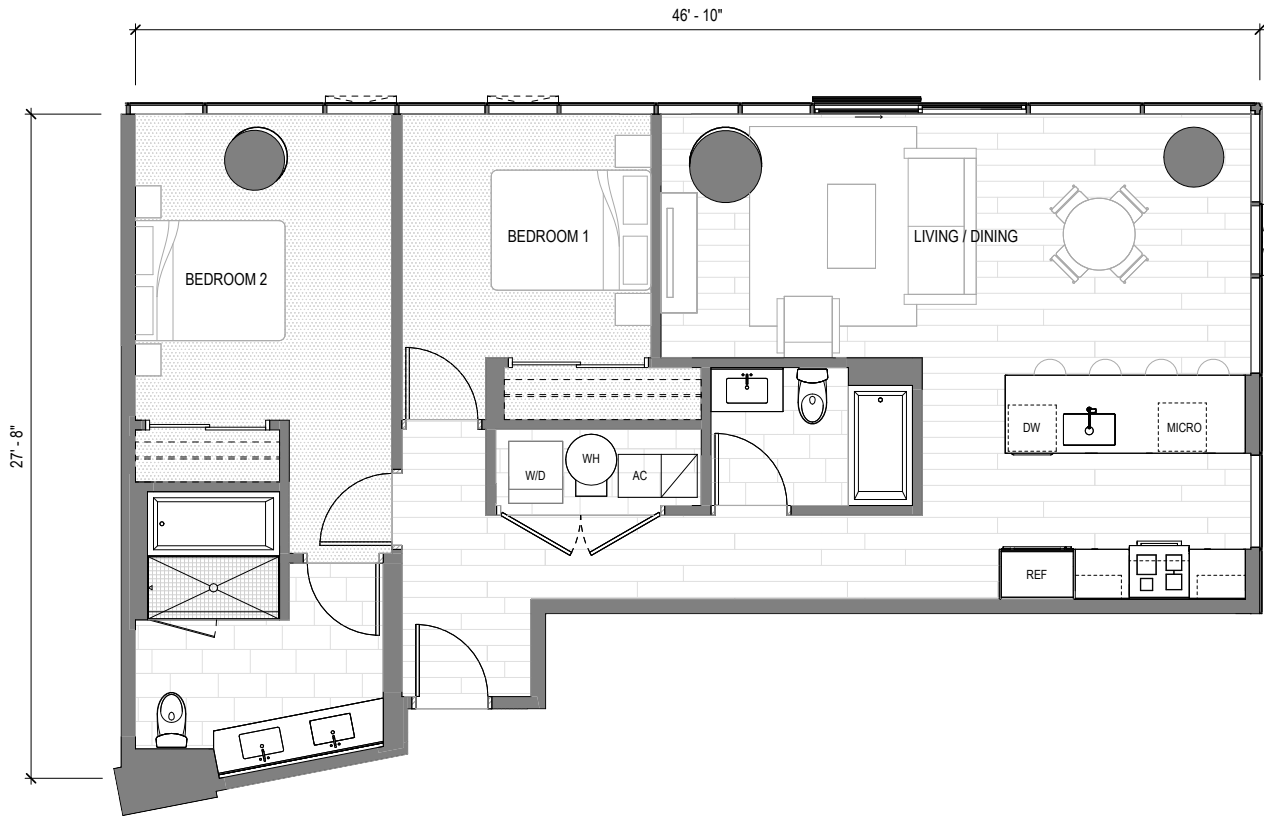 46' - 10"
27' - 8"
BEDROOM 1
LIVING / DINING
BEDROOM 2
DW
MICRO
W/D
WH
AC
REF